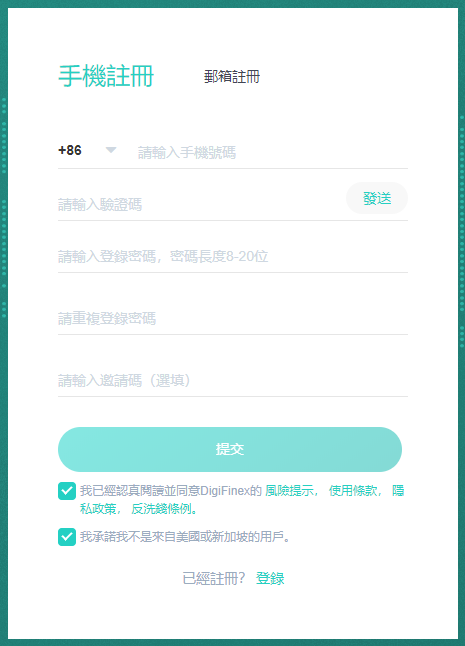 手機註冊 郵箱註冊
+86 請輸入手機號碼
請輸入驗證碼 發送
請輸入登錄密碼，密碼長度8-20位
請重複登錄密碼
請輸入邀請碼（選填）
提交
我已經認真閱讀並同意DigiFinex的 風險提示， 使用條款， 隱
私政策， 反洗錢條例。
我承諾我不是來自美國或新加坡的用戶。
已經註冊？ 登錄